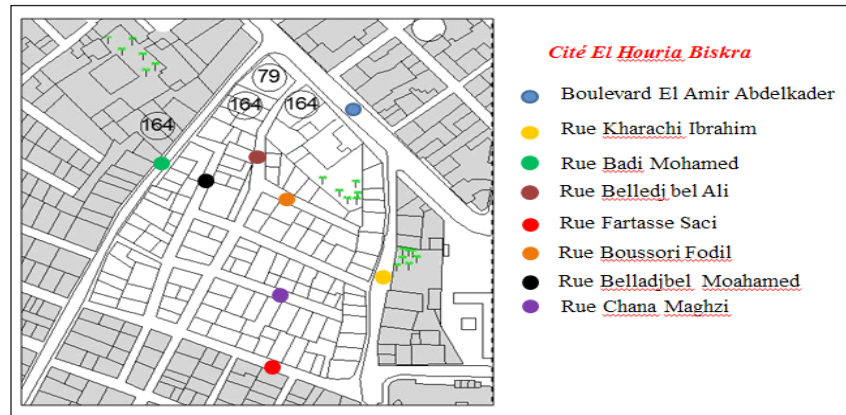 79
164
164
164
Cité El Houria Biskra
Boulevard El Amir Abdelkader
Rue Kharachi Ibrahim
Rue Badi Mohamed
Rue Belledj bel Ali
Rue Fartasse Saci
Rue Boussori Fodil
Rue Belladjbel Moahamed
Rue Chana Maghzi